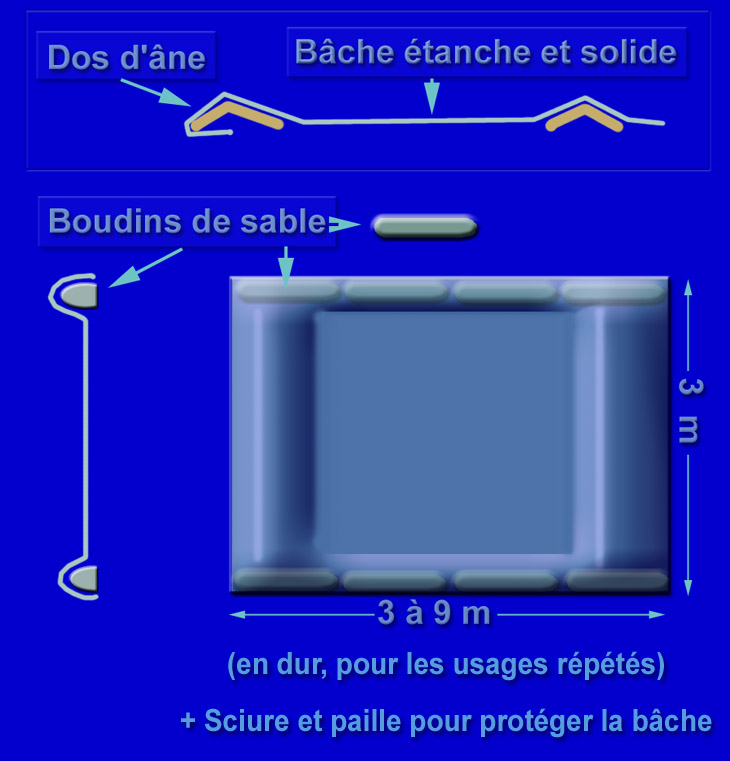 Dos d'âne
Bâche étanche et solide
Boudins de sable
3 m
3 à 9 m
(en dur, pour les usages répétés)
+ Sciure et paille pour protéger la bâche